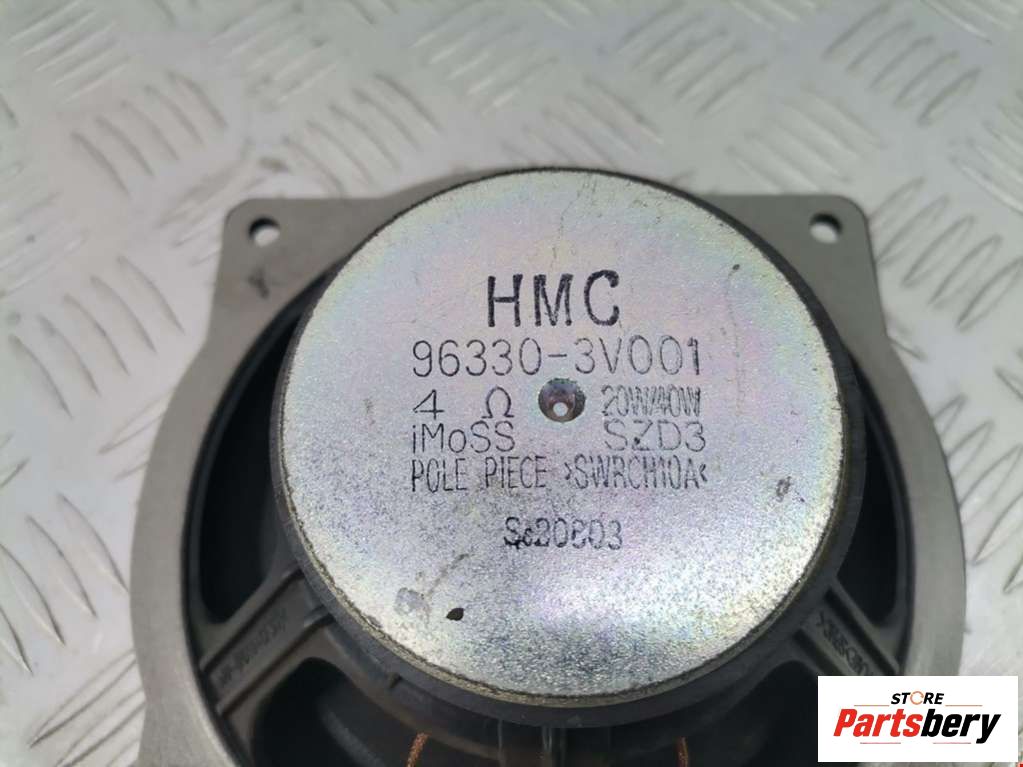 HMC
96330-3V001
4 Ω 20W/40W
iMoSS SZD3
POLE PIECE >SWRCH10A<
STORE
Partsbery